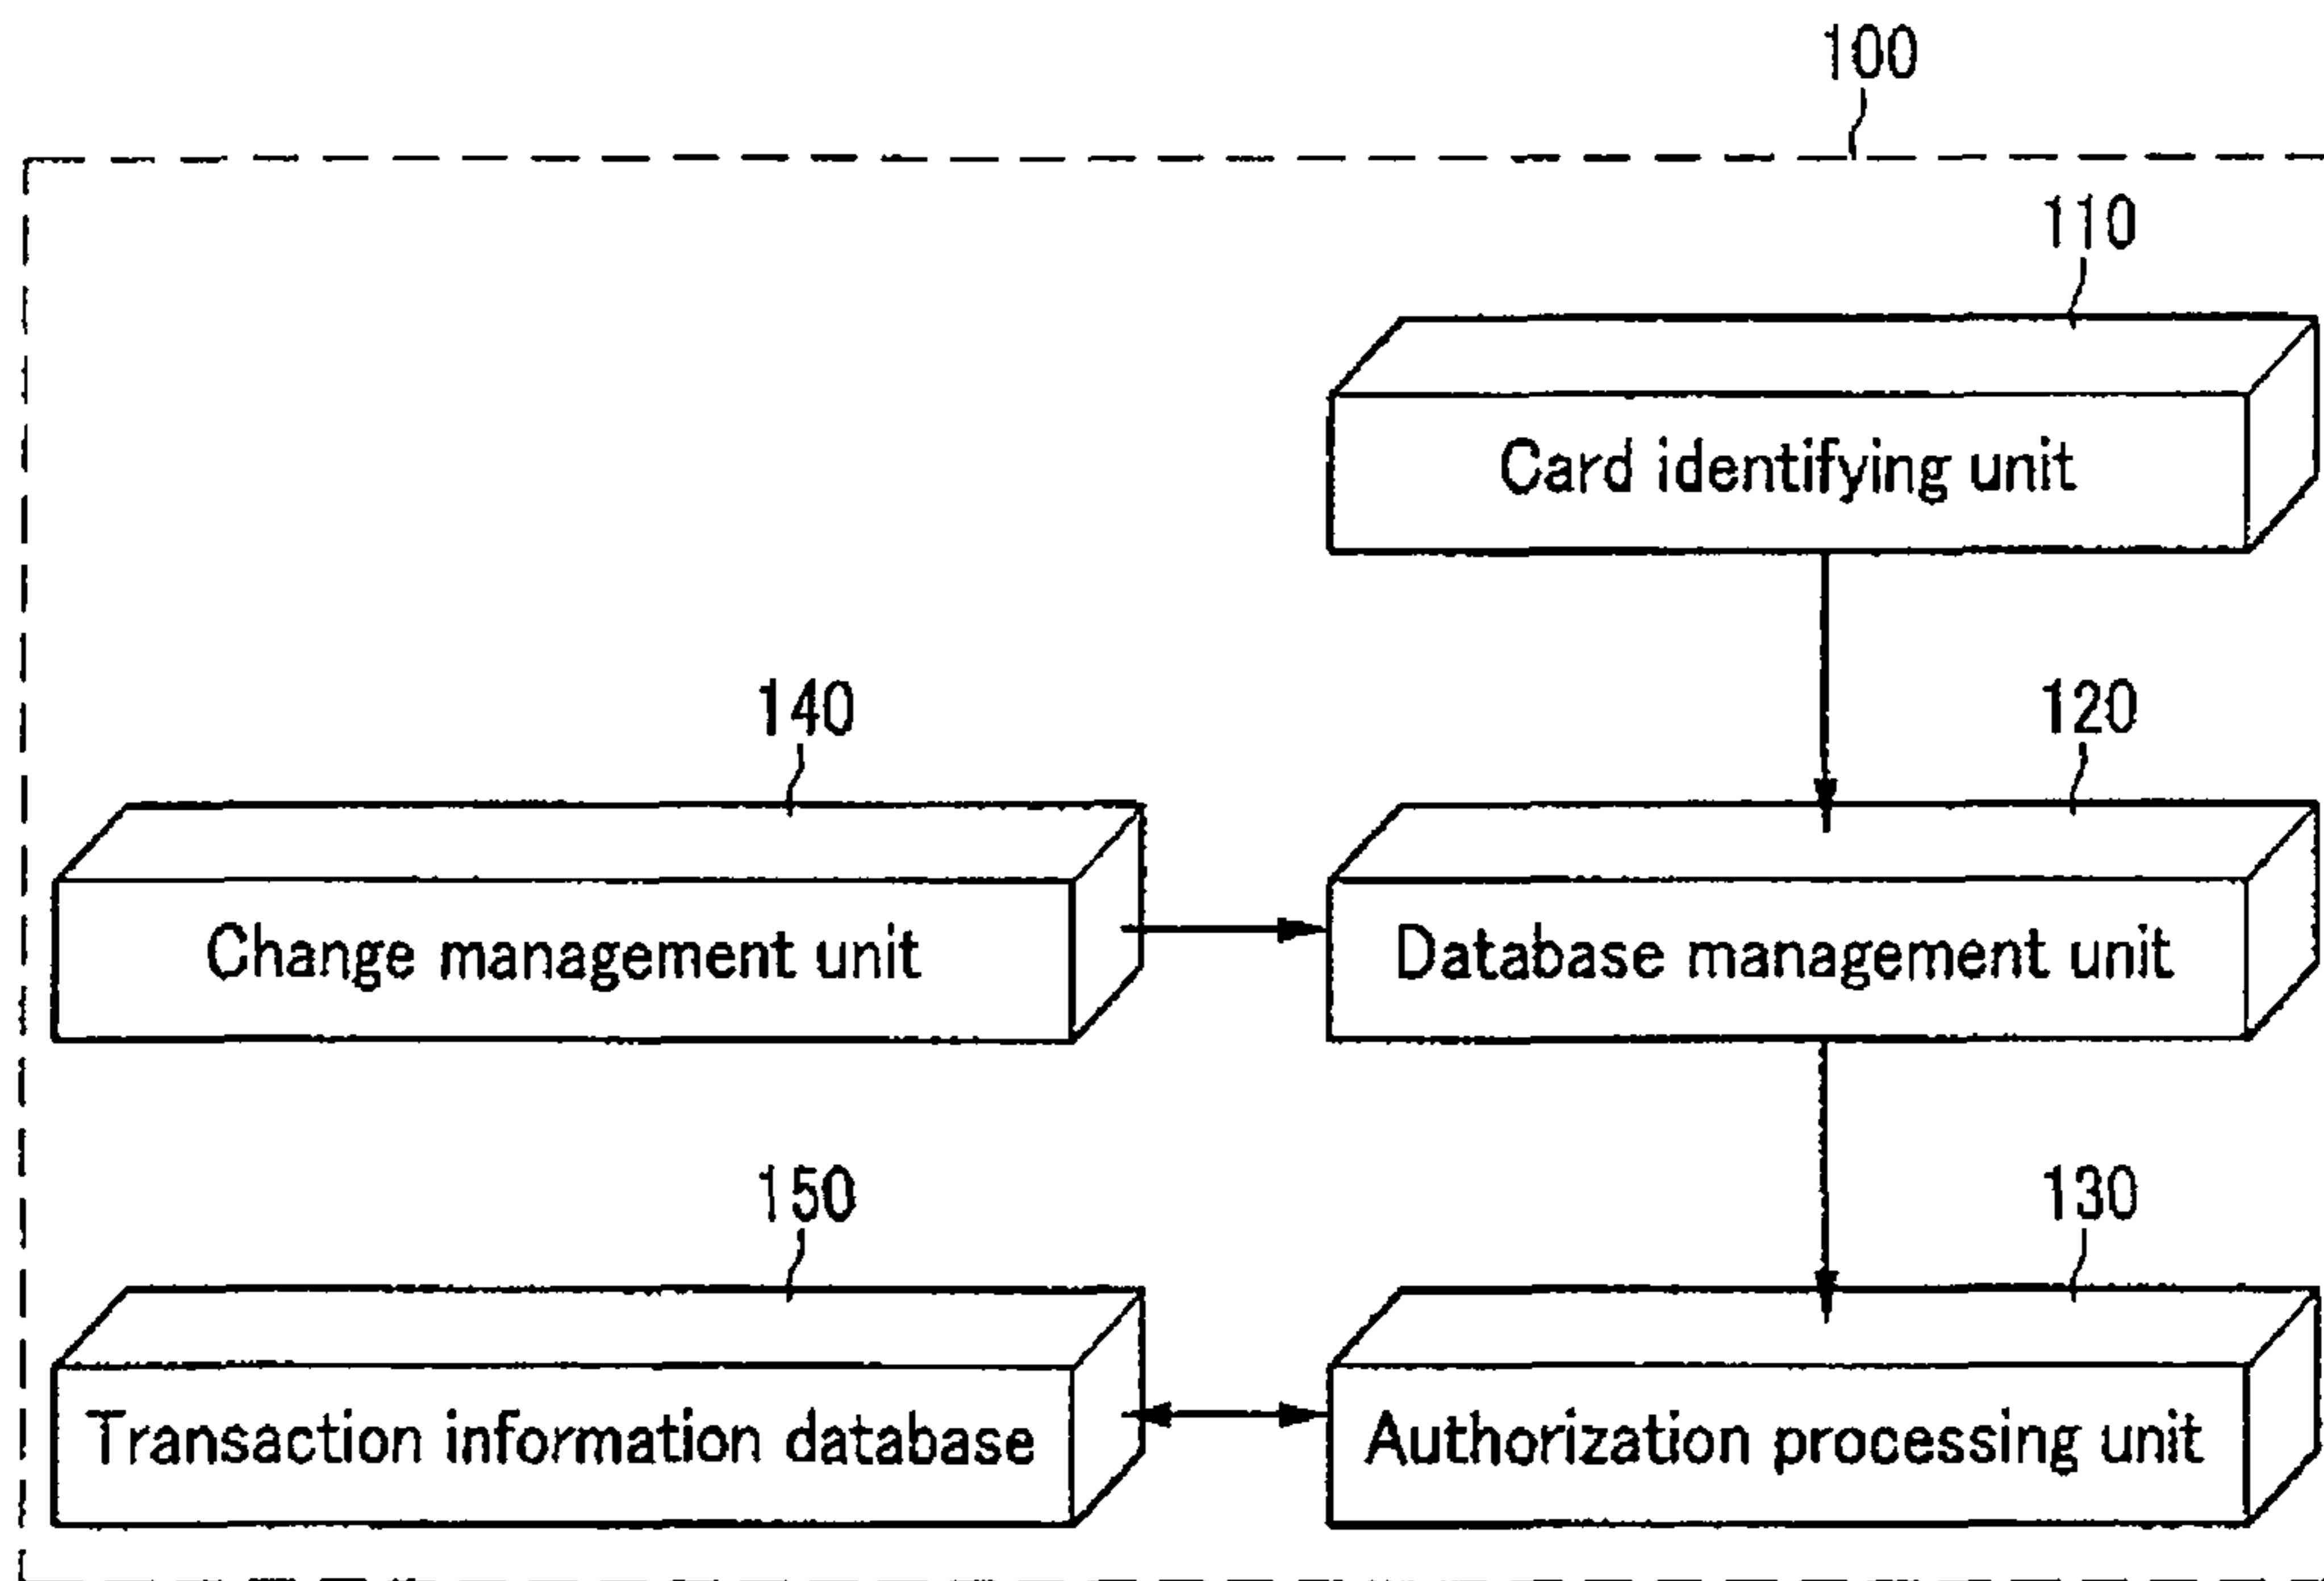 100
110
Card identifying unit
140
120
Change management unit
Database management unit
150
130
Transaction information database
Authorization processing unit